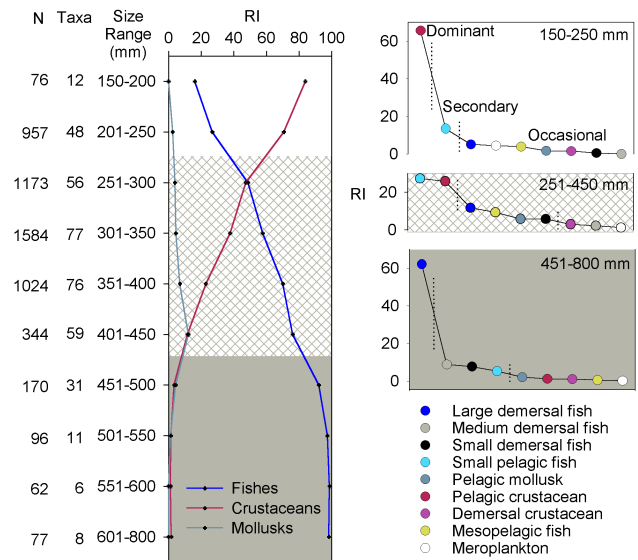 N Taxa Size Range (mm) RI
0 20 40 60 80 100
76 12 150-200
957 48 201-250
1173 56 251-300
1584 77 301-350
1024 76 351-400
344 59 401-450
170 31 451-500
96 11 501-550
62 6 551-600
77 8 601-800
Fishes
Crustaceans
Mollusks
RI
150-250 mm
Dominant
Secondary
Occasional
60
40
20
0
251-450 mm
20
0
451-800 mm
60
40
20
0
Large demersal fish
Medium demersal fish
Small demersal fish
Small pelagic fish
Pelagic mollusk
Pelagic crustacean
Demersal crustacean
Mesopelagic fish
Meroplankton